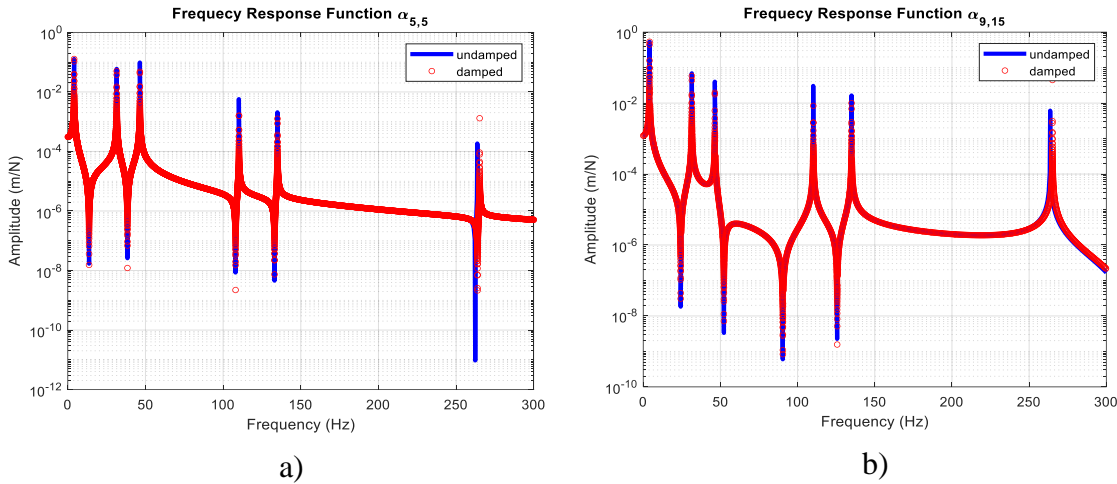 Frequecy Response Function α5,5
undamped
damped
10^0
10^-2
10^-4
10^-6
10^-8
10^-10
10^-12
Amplitude (m/N)
0 50 100 150 200 250 300
Frequency (Hz)
a)
Frequecy Response Function α9,15
undamped
damped
10^0
10^-2
10^-4
10^-6
10^-8
10^-10
Amplitude (m/N)
0 50 100 150 200 250 300
Frequency (Hz)
b)